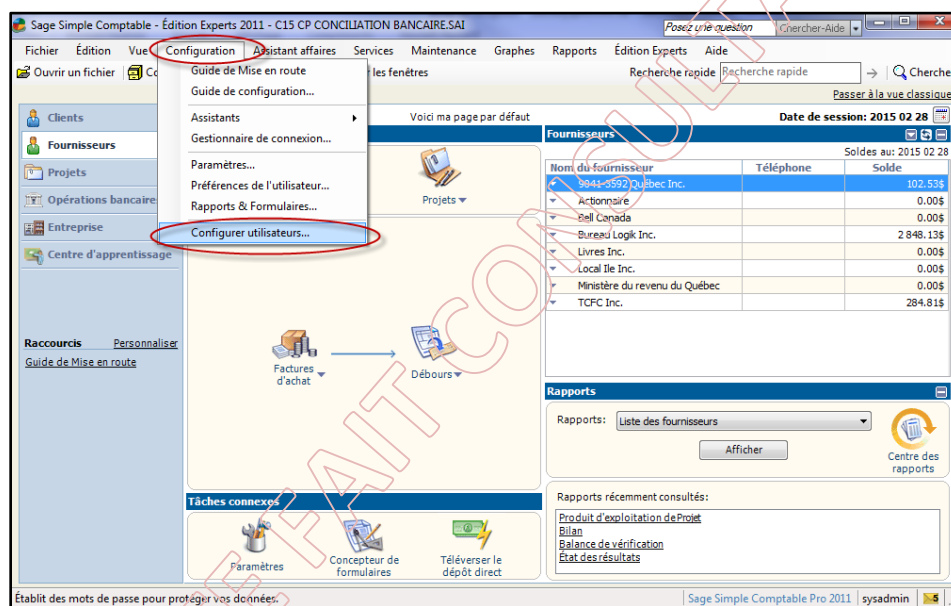 Sage Simple Comptable - Édition Experts 2011 - C15 CP CONCILIATION BANCAIRE.SAI
Posez une question
Chercher-Aide
Fichier Édition Vue Configuration Assistant affaires Services Maintenance Graphes Rapports Édition Experts Aide
Ouvrir un fichier
les fenêtres
Recherche rapide
Recherche rapide
Cherche
Passer à la vue classique
Guide de Mise en route
Guide de configuration...
Assistants
Gestionnaire de connexion...
Paramètres...
Préférences de l'utilisateur...
Rapports & Formulaires...
Configurer utilisateurs...
Clients
Fournisseurs
Projets
Opérations bancaire
Entreprise
Centre d'apprentissage
Raccourcis Personnaliser
Guide de Mise en route
Voici ma page par défaut
Date de session: 2015 02 28
Projets
Factures d'achat
Débours
Tâches connexes
Paramètres
Concepteur de formulaires
Téléverser le dépôt direct
Fournisseurs
Soldes au: 2015 02 28
Nom du fournisseur Téléphone Solde
9841-3592 Québec Inc. 102.53$
Actionnaire 0.00$
Bell Canada 0.00$
Bureau Logik Inc. 2 848.13$
Livres Inc. 0.00$
Local Ile Inc. 0.00$
Ministère du revenu du Québec 0.00$
TCFC Inc. 284.81$
Rapports
Rapports: Liste des fournisseurs
Afficher
Centre des rapports
Rapports récemment consultés:
Produit d'exploitation de Projet
Bilan
Balance de vérification
État des résultats
Établit des mots de passe pour protéger vos données.
Sage Simple Comptable Pro 2011
sysadmin
5